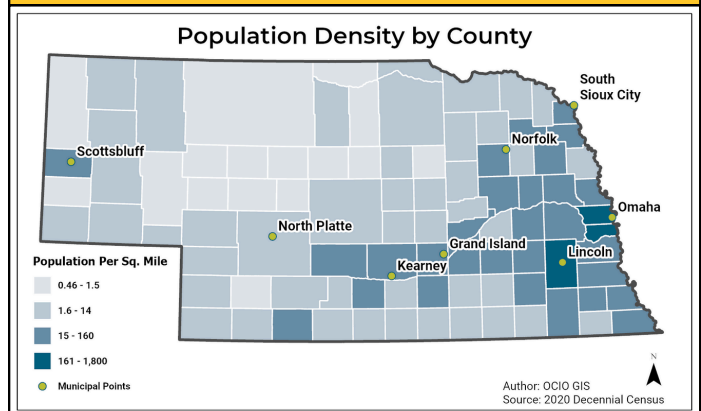 Population Density by County
South
Sioux City
Scottsbluff
Norfolk
Omaha
North Platte
Grand Island
Lincoln
Kearney
Population Per Sq. Mile
0.46 - 1.5
1.6 - 14
15 - 160
161 - 1,800
Municipal Points
N
Author: OCIO GIS
Source: 2020 Decennial Census